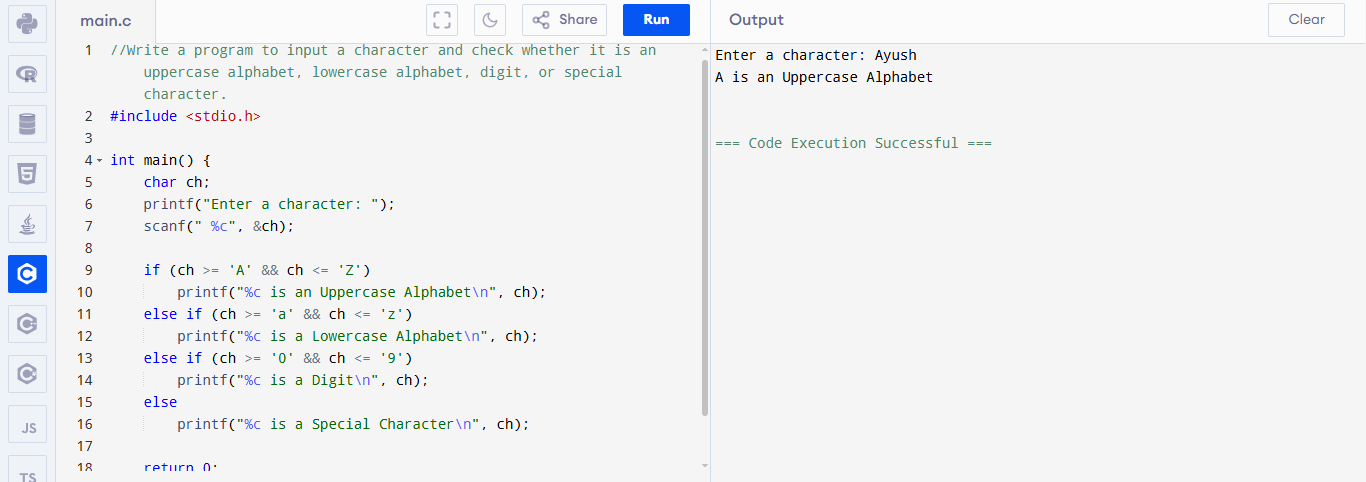 main.c
Share
Run
Output
Clear
1 //Write a program to input a character and check whether it is an
uppercase alphabet, lowercase alphabet, digit, or special
character.
2 #include <stdio.h>
3
4 int main() {
5     char ch;
6     printf("Enter a character: ");
7     scanf(" %c", &ch);
8
9     if (ch >= 'A' && ch <= 'Z')
10         printf("%c is an Uppercase Alphabet\n", ch);
11     else if (ch >= 'a' && ch <= 'z')
12         printf("%c is a Lowercase Alphabet\n", ch);
13     else if (ch >= '0' && ch <= '9')
14         printf("%c is a Digit\n", ch);
15     else
16         printf("%c is a Special Character\n", ch);
17
18     return 0;
Enter a character: Ayush
A is an Uppercase Alphabet
=== Code Execution Successful ===
R
5
C
C
C
JS
TS